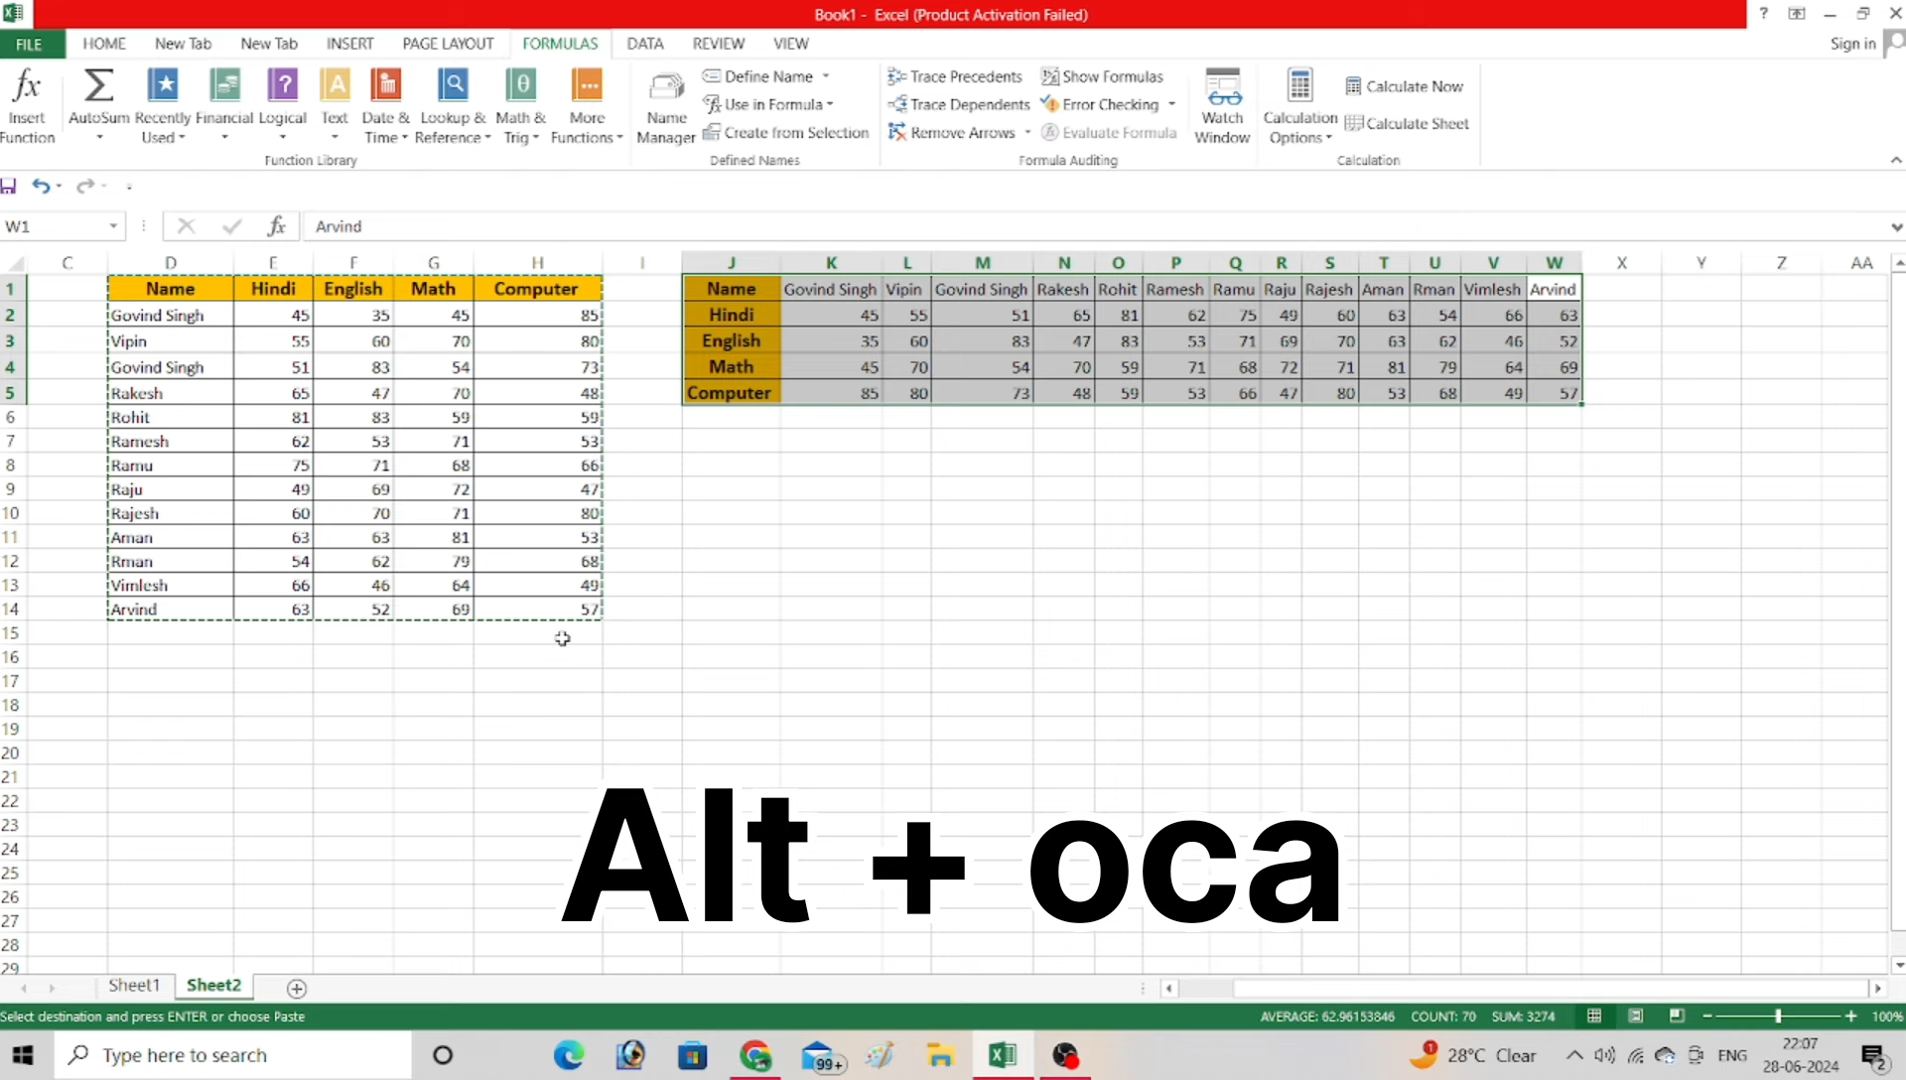 Book1 - Excel (Product Activation Failed)
FILE HOME New Tab New Tab INSERT PAGE LAYOUT FORMULAS DATA REVIEW VIEW Sign in
fx Insert Function
AutoSum
Recently Used
Financial
Logical
Text
Date & Time
Lookup & Reference
Math & Trig
More Functions
Function Library
Name Manager
Define Name
Use in Formula
Create from Selection
Defined Names
Trace Precedents
Trace Dependents
Remove Arrows
Show Formulas
Error Checking
Evaluate Formula
Formula Auditing
Watch Window
Calculation Options
Calculate Now
Calculate Sheet
Calculation
W1 fx Arvind
C D E F G H I J K L M N O P Q R S T U V W X Y Z AA
1 Name Hindi English Math Computer Name Govind Singh Vipin Govind Singh Rakesh Rohit Ramesh Ramu Raju Rajesh Aman Rman Vimlesh Arvind
2 Govind Singh 45 35 45 85 Hindi 45 55 51 65 81 62 75 49 60 63 54 66 63
3 Vipin 55 60 70 80 English 35 60 83 47 83 53 71 69 70 63 62 46 52
4 Govind Singh 51 83 54 73 Math 45 70 54 70 59 71 68 72 71 81 79 64 69
5 Rakesh 65 47 70 48 Computer 85 80 73 48 59 53 66 47 80 53 68 49 57
6 Rohit 81 83 59 59
7 Ramesh 62 53 71 53
8 Ramu 75 71 68 66
9 Raju 49 69 72 47
10 Rajesh 60 70 71 80
11 Aman 63 63 81 53
12 Rman 54 62 79 68
13 Vimlesh 66 46 64 49
14 Arvind 63 52 69 57
15
16
17
18
19
20
21
22
23
24
25
26
27
28
29
Alt + oca
Sheet1 Sheet2
Select destination and press ENTER or choose Paste AVERAGE: 62.96153846 COUNT: 70 SUM: 3274 100%
Type here to search 99+ 1 28°C Clear ENG 22:07 2
28-06-2024